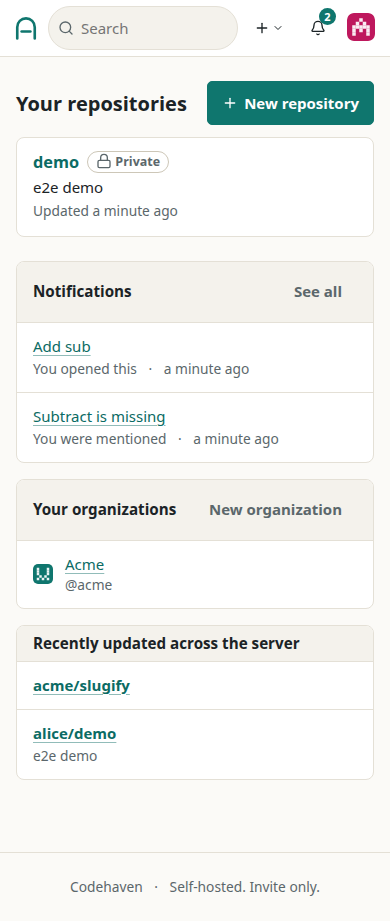 Search
2
Your repositories
New repository
demo Private
e2e demo
Updated a minute ago
Notifications See all
Add sub
You opened this · a minute ago
Subtract is missing
You were mentioned · a minute ago
Your organizations New organization
Acme
@acme
Recently updated across the server
acme/slugify
alice/demo
e2e demo
Codehaven · Self-hosted. Invite only.